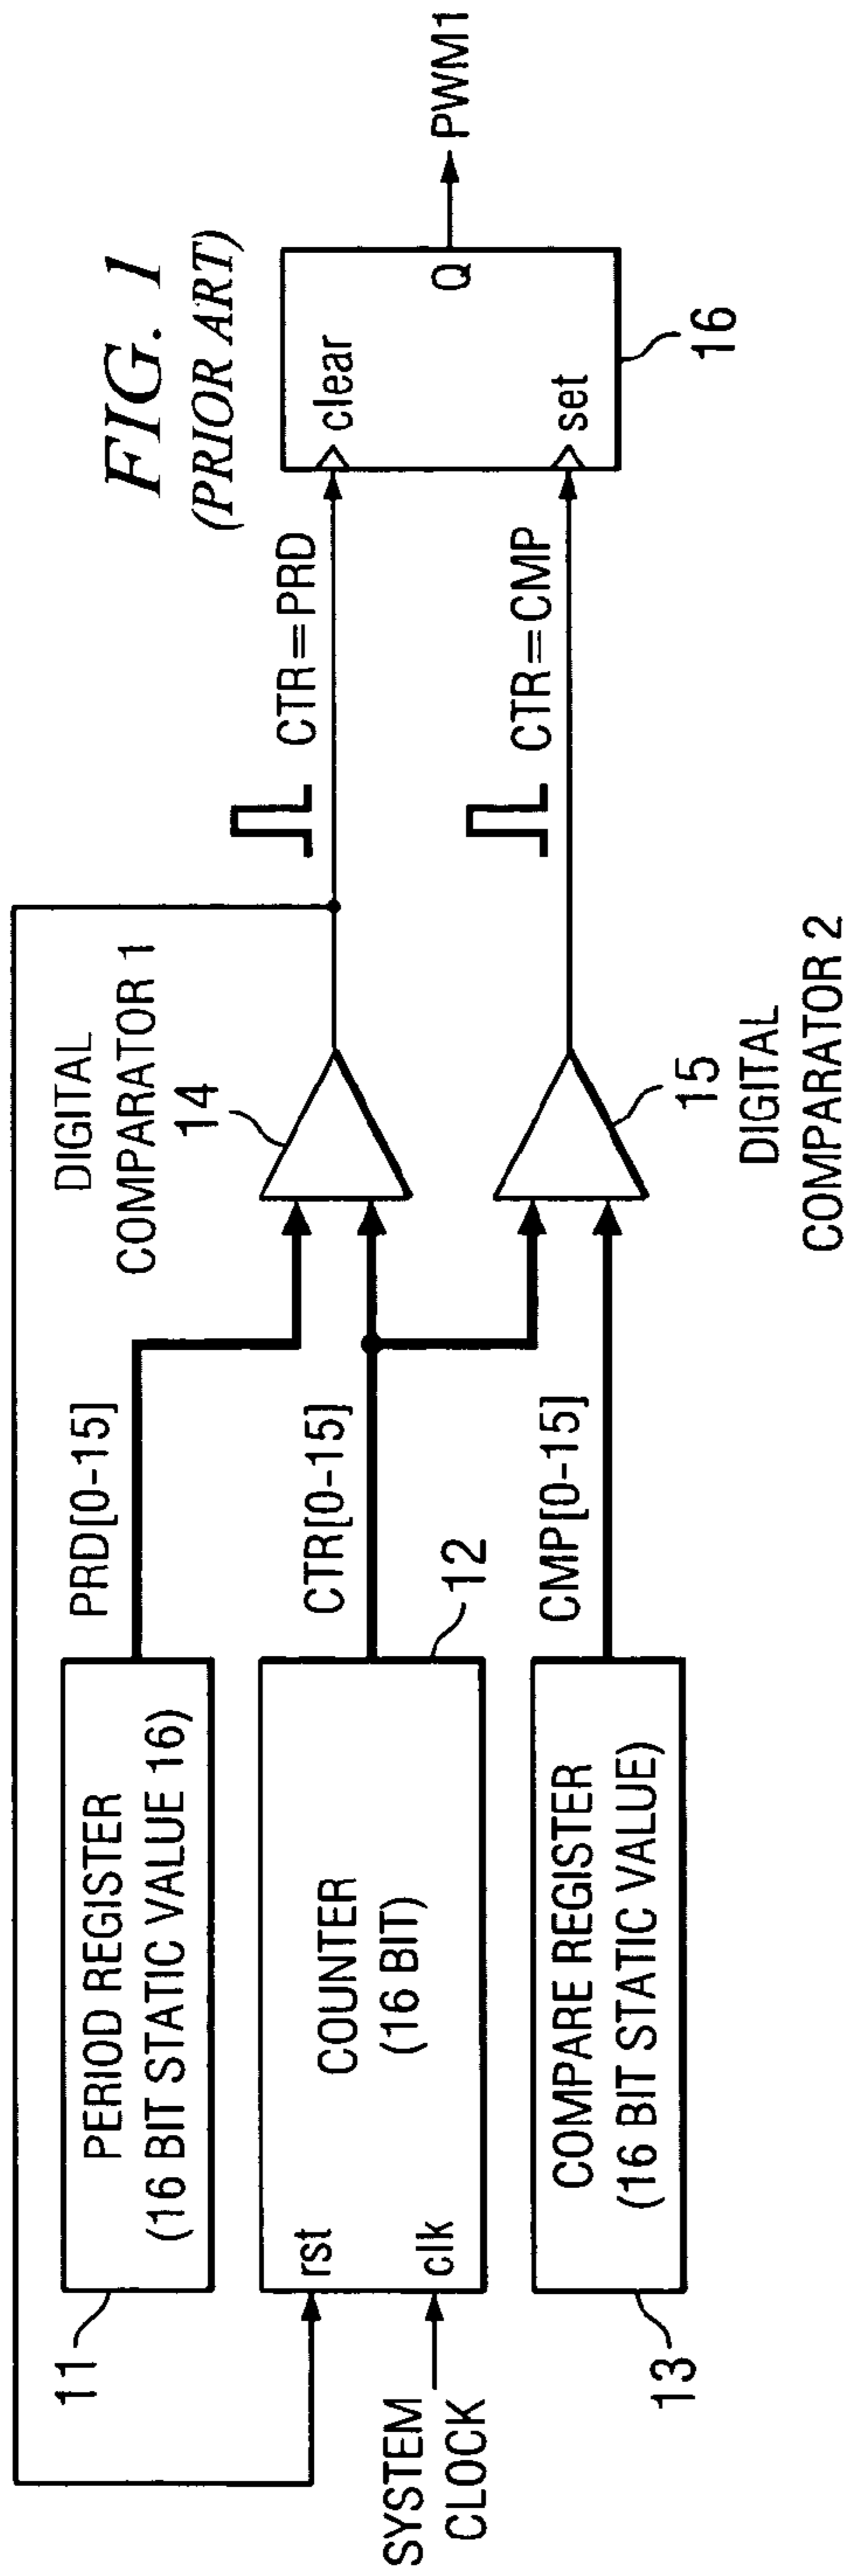 FIG. 1
(PRIOR ART)
DIGITAL
COMPARATOR 1
14
PRD[0-15]
11
PERIOD REGISTER
(16 BIT STATIC VALUE 16)
CTR=PRD
clear
Q
PWM1
rst
clk
COUNTER
(16 BIT)
12
CTR[0-15]
SYSTEM
CLOCK
CTR=CMP
set
16
13
COMPARE REGISTER
(16 BIT STATIC VALUE)
CMP[0-15]
15
DIGITAL
COMPARATOR 2